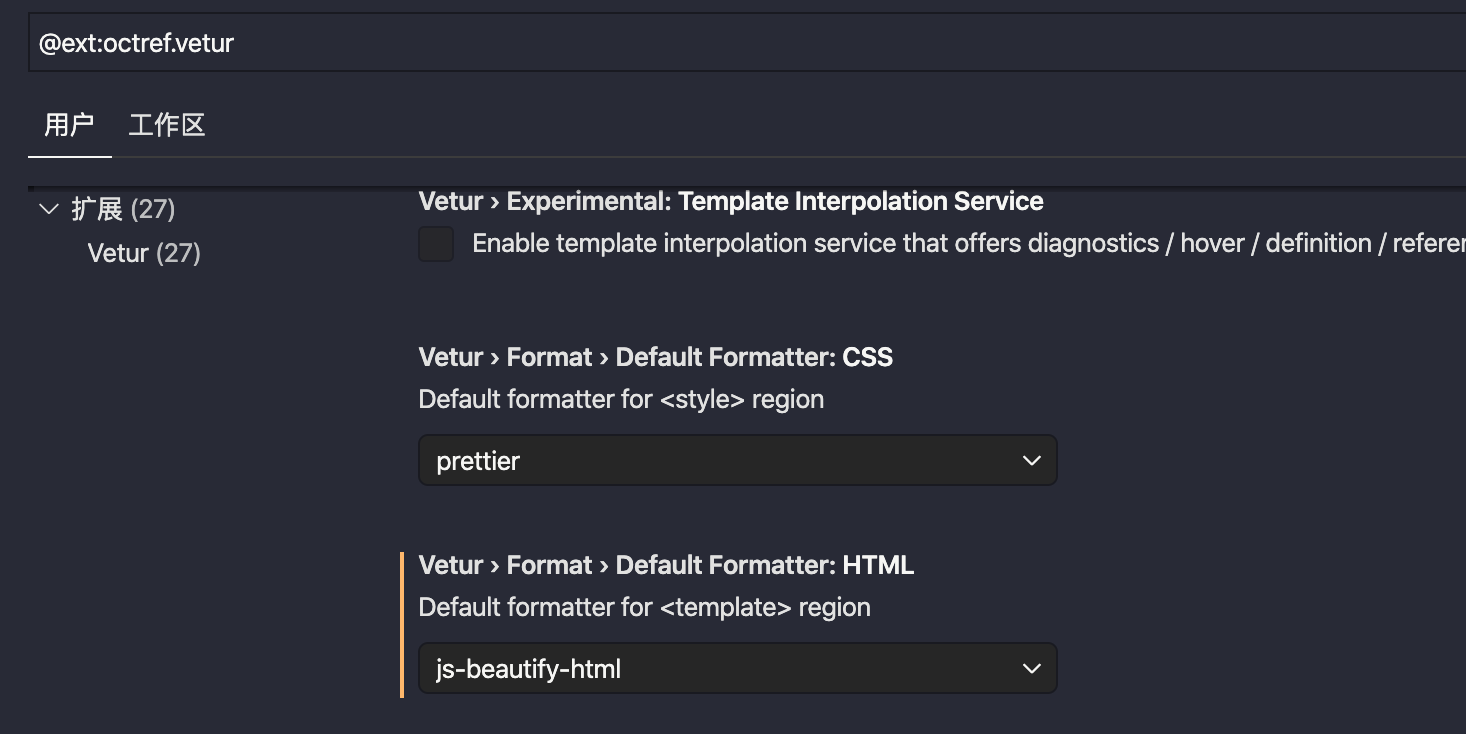 @ext:octref.vetur
用户 工作区
扩展 (27)
Vetur (27)
Vetur › Experimental: Template Interpolation Service
Enable template interpolation service that offers diagnostics / hover / definition /
Vetur › Format › Default Formatter: CSS
Default formatter for <style> region
prettier
Vetur › Format › Default Formatter: HTML
Default formatter for <template> region
js-beautify-html